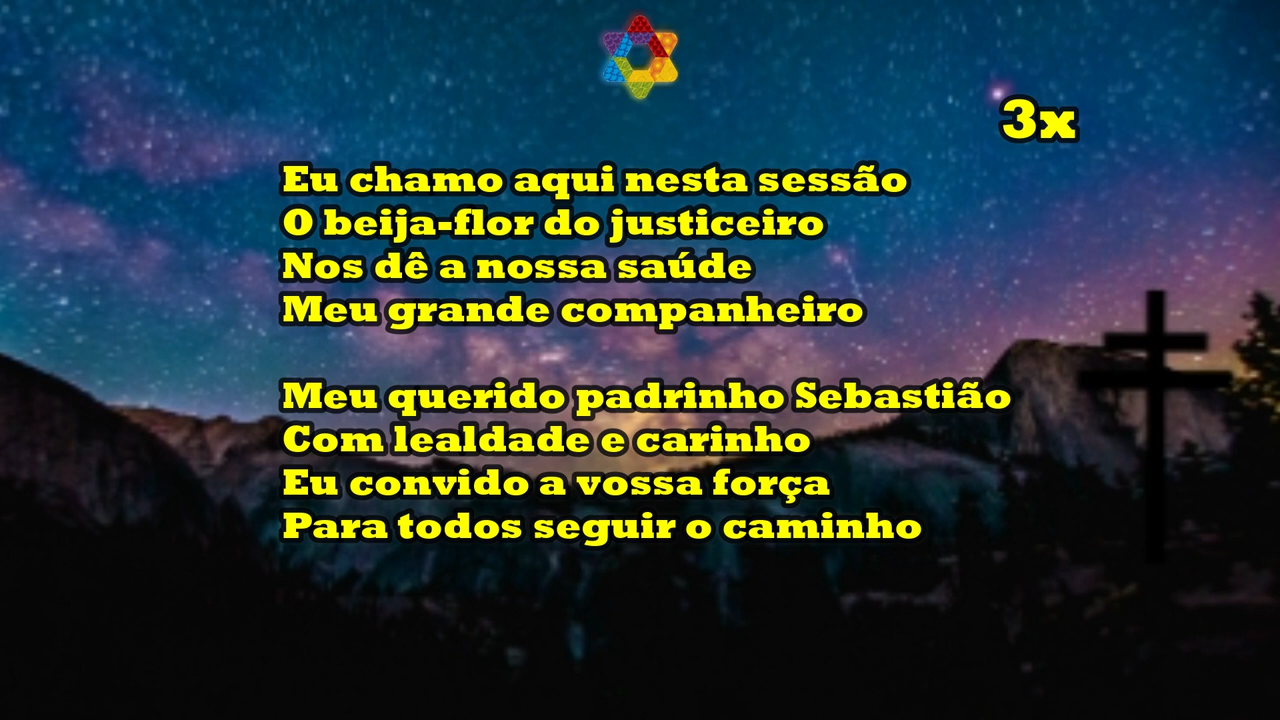 3x
Eu chamo aqui nesta sessão
O beija-flor do justiceiro
Nos dê a nossa saúde
Meu grande companheiro
Meu querido padrinho Sebastião
Com lealdade e carinho
Eu convido a vossa força
Para todos seguir o caminho